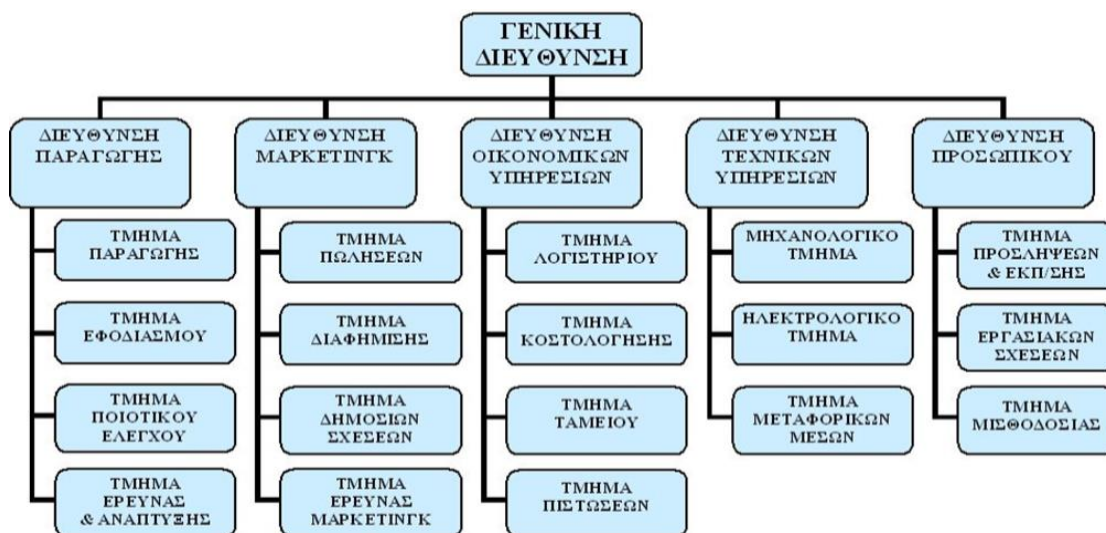 ΓΕΝΙΚΗ
ΔΙΕΥΘΥΝΣΗ
ΔΙΕΥΘΥΝΣΗ
ΠΑΡΑΓΩΓΗΣ
ΤΜΗΜΑ
ΠΑΡΑΓΩΓΗΣ
ΤΜΗΜΑ
ΕΦΟΔΙΑΣΜΟΥ
ΤΜΗΜΑ
ΠΟΙΟΤΙΚΟΥ
ΕΛΕΓΧΟΥ
ΤΜΗΜΑ
ΕΡΕΥΝΑΣ
& ΑΝΑΠΤΥΞΗΣ
ΔΙΕΥΘΥΝΣΗ
ΜΑΡΚΕΤΙΝΓΚ
ΤΜΗΜΑ
ΠΩΛΗΣΕΩΝ
ΤΜΗΜΑ
ΔΙΑΦΗΜΙΣΗΣ
ΤΜΗΜΑ
ΔΗΜΟΣΙΩΝ
ΣΧΕΣΕΩΝ
ΤΜΗΜΑ
ΕΡΕΥΝΑΣ
ΜΑΡΚΕΤΙΝΓΚ
ΔΙΕΥΘΥΝΣΗ
ΟΙΚΟΝΟΜΙΚΩΝ
ΥΠΗΡΕΣΙΩΝ
ΤΜΗΜΑ
ΛΟΓΙΣΤΗΡΙΟΥ
ΤΜΗΜΑ
ΚΟΣΤΟΛΟΓΗΣΗΣ
ΤΜΗΜΑ
ΤΑΜΕΙΟΥ
ΤΜΗΜΑ
ΠΙΣΤΩΣΕΩΝ
ΔΙΕΥΘΥΝΣΗ
ΤΕΧΝΙΚΩΝ
ΥΠΗΡΕΣΙΩΝ
ΜΗΧΑΝΟΛΟΓΙΚΟ
ΤΜΗΜΑ
ΗΛΕΚΤΡΟΛΟΓΙΚΟ
ΤΜΗΜΑ
ΤΜΗΜΑ
ΜΕΤΑΦΟΡΙΚΩΝ
ΜΕΣΩΝ
ΔΙΕΥΘΥΝΣΗ
ΠΡΟΣΩΠΙΚΟΥ
ΤΜΗΜΑ
ΠΡΟΣΛΗΨΕΩΝ
& ΕΚΠ/ΣΗΣ
ΤΜΗΜΑ
ΕΡΓΑΣΙΑΚΩΝ
ΣΧΕΣΕΩΝ
ΤΜΗΜΑ
ΜΙΣΘΟΔΟΣΙΑΣ